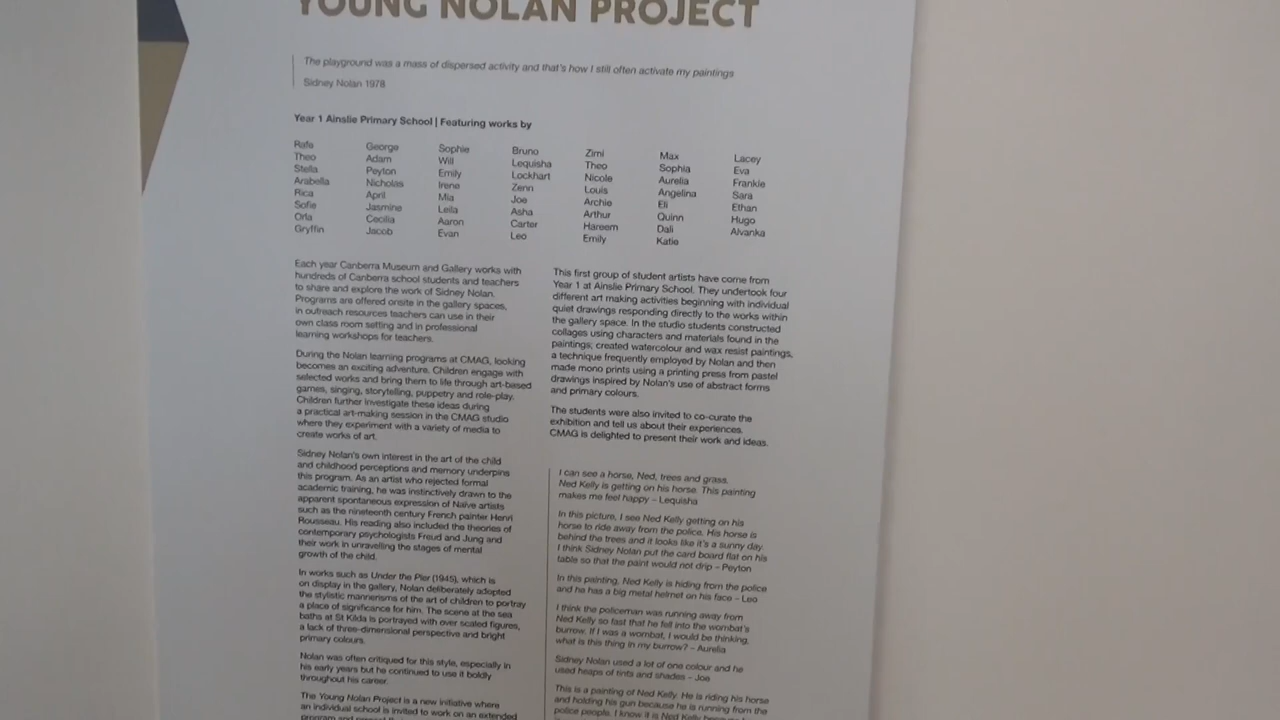 YOUNG NOLAN PROJECT
The playground was a mass of dispersed activity and that's how I still often activate my paintings
Sidney Nolan 1978
Year 1 Ainslie Primary School | Featuring works by
Rafe
Theo
Stella
Arabella
Rica
Sofie
Orla
Gryffin
George
Adam
Peyton
Nicholas
April
Jasmine
Cecilia
Jacob
Sophie
Will
Emily
Irene
Mia
Leila
Aaron
Evan
Bruno
Lequisha
Lockhart
Zenn
Joe
Asha
Carter
Leo
Zimi
Theo
Nicole
Louis
Archie
Arthur
Hareem
Emily
Max
Sophia
Aurelia
Angelina
Eli
Quinn
Dali
Katie
Lacey
Eva
Frankie
Sara
Ethan
Hugo
Alvanka
Each year Canberra Museum and Gallery works with
hundreds of Canberra school students and teachers
to share and explore the work of Sidney Nolan.
Programs are offered onsite in the gallery spaces,
in outreach resources teachers can use in their
own class room setting and in professional
learning workshops for teachers.
During the Nolan learning programs at CMAG, looking
becomes an exciting adventure. Children engage with
selected works and bring them to life through art-based
games, singing, storytelling, puppetry and role-play.
Children further investigate these ideas during
a practical art-making session in the CMAG studio
where they experiment with a variety of media to
create works of art.
Sidney Nolan's own interest in the art of the child
and childhood perceptions and memory underpins
this program. As an artist who rejected formal
academic training, he was instinctively drawn to the
apparent spontaneous expression of Naive artists
such as the nineteenth century French painter Henri
Rousseau. His reading also included the theories of
contemporary psychologists Freud and Jung and
their work in unravelling the stages of mental
growth of the child.
In works such as Under the Pier (1945), which is
on display in the gallery, Nolan deliberately adopted
the stylistic mannerisms of the art of children to portray
a place of significance for him. The scene at the sea
baths at St Kilda is portrayed with over scaled figures,
a lack of three-dimensional perspective and bright
primary colours.
Nolan was often critiqued for this style, especially in
his early years but he continued to use it boldly
throughout his career.
The Young Nolan Project is a new initiative where
an individual school is invited to work on an extended
program and present the
This first group of student artists have come from
Year 1 at Ainslie Primary School. They undertook four
different art making activities beginning with individual
quiet drawings responding directly to the works within
the gallery space. In the studio students constructed
collages using characters and materials found in the
paintings, created watercolour and wax resist paintings,
a technique frequently employed by Nolan and then
made mono prints using a printing press from pastel
drawings inspired by Nolan's use of abstract forms
and primary colours.
The students were also invited to co-curate the
exhibition and tell us about their experiences.
CMAG is delighted to present their work and ideas.
I can see a horse, Ned, trees and grass.
Ned Kelly is getting on his horse. This painting
makes me feel happy – Lequisha
In this picture, I see Ned Kelly getting on his
horse to ride away from the police. His horse is
behind the trees and it looks like it's a sunny day.
I think Sidney Nolan put the card board flat on his
table so that the paint would not drip – Peyton
In this painting, Ned Kelly is hiding from the police
and he has a big metal helmet on his face – Leo
I think the policeman was running away from
Ned Kelly so fast that he fell into the wombat's
burrow. If I was a wombat, I would be thinking,
what is this thing in my burrow? – Aurelia
Sidney Nolan used a lot of one colour and he
used heaps of tints and shades – Joe
This is a painting of Ned Kelly. He is riding his horse
and holding his gun because he is running from the
police people. I know it is Ned Kelly because